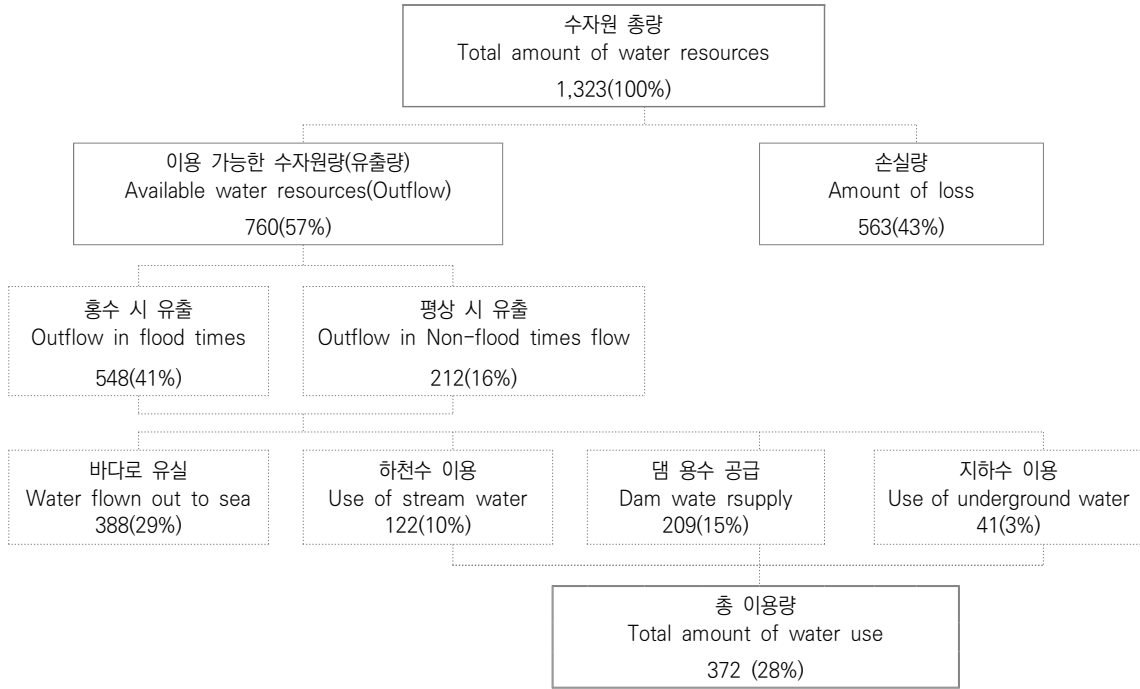 수자원 총량
Total amount of water resources
1,323(100%)
이용 가능한 수자원량(유출량)
Available water resources(Outflow)
760(57%)
손실량
Amount of loss
563(43%)
홍수 시 유출
Outflow in flood times
548(41%)
평상 시 유출
Outflow in Non-flood times flow
212(16%)
바다로 유실
Water flown out to sea
388(29%)
하천수 이용
Use of stream water
122(10%)
댐 용수 공급
Dam wate rsupply
209(15%)
지하수 이용
Use of underground water
41(3%)
총 이용량
Total amount of water use
372 (28%)